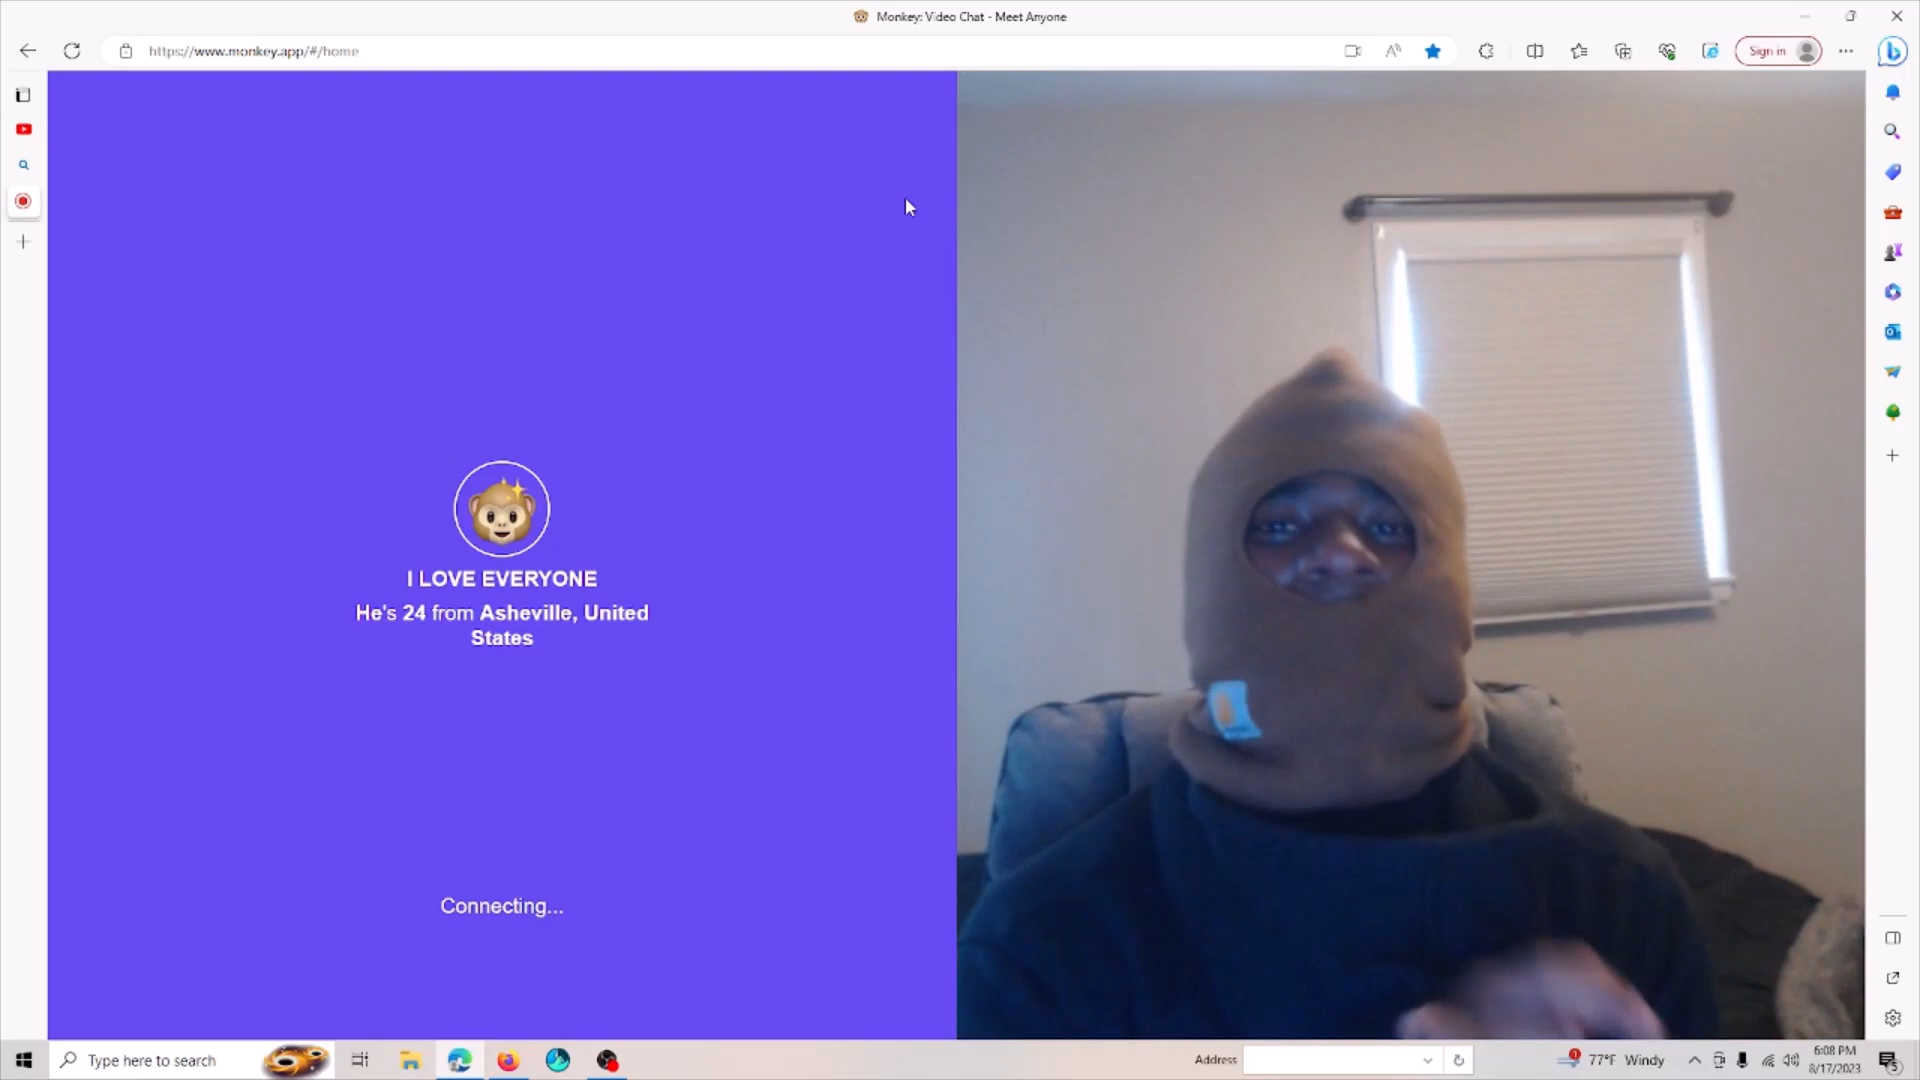 Monkey: Video Chat - Meet Anyone
https://www.monkey.app/#/home
Sign in
I LOVE EVERYONE
He's 24 from Asheville, United
States
Connecting...
Type here to search
Address
77°F Windy
6:08 PM
8/17/2023